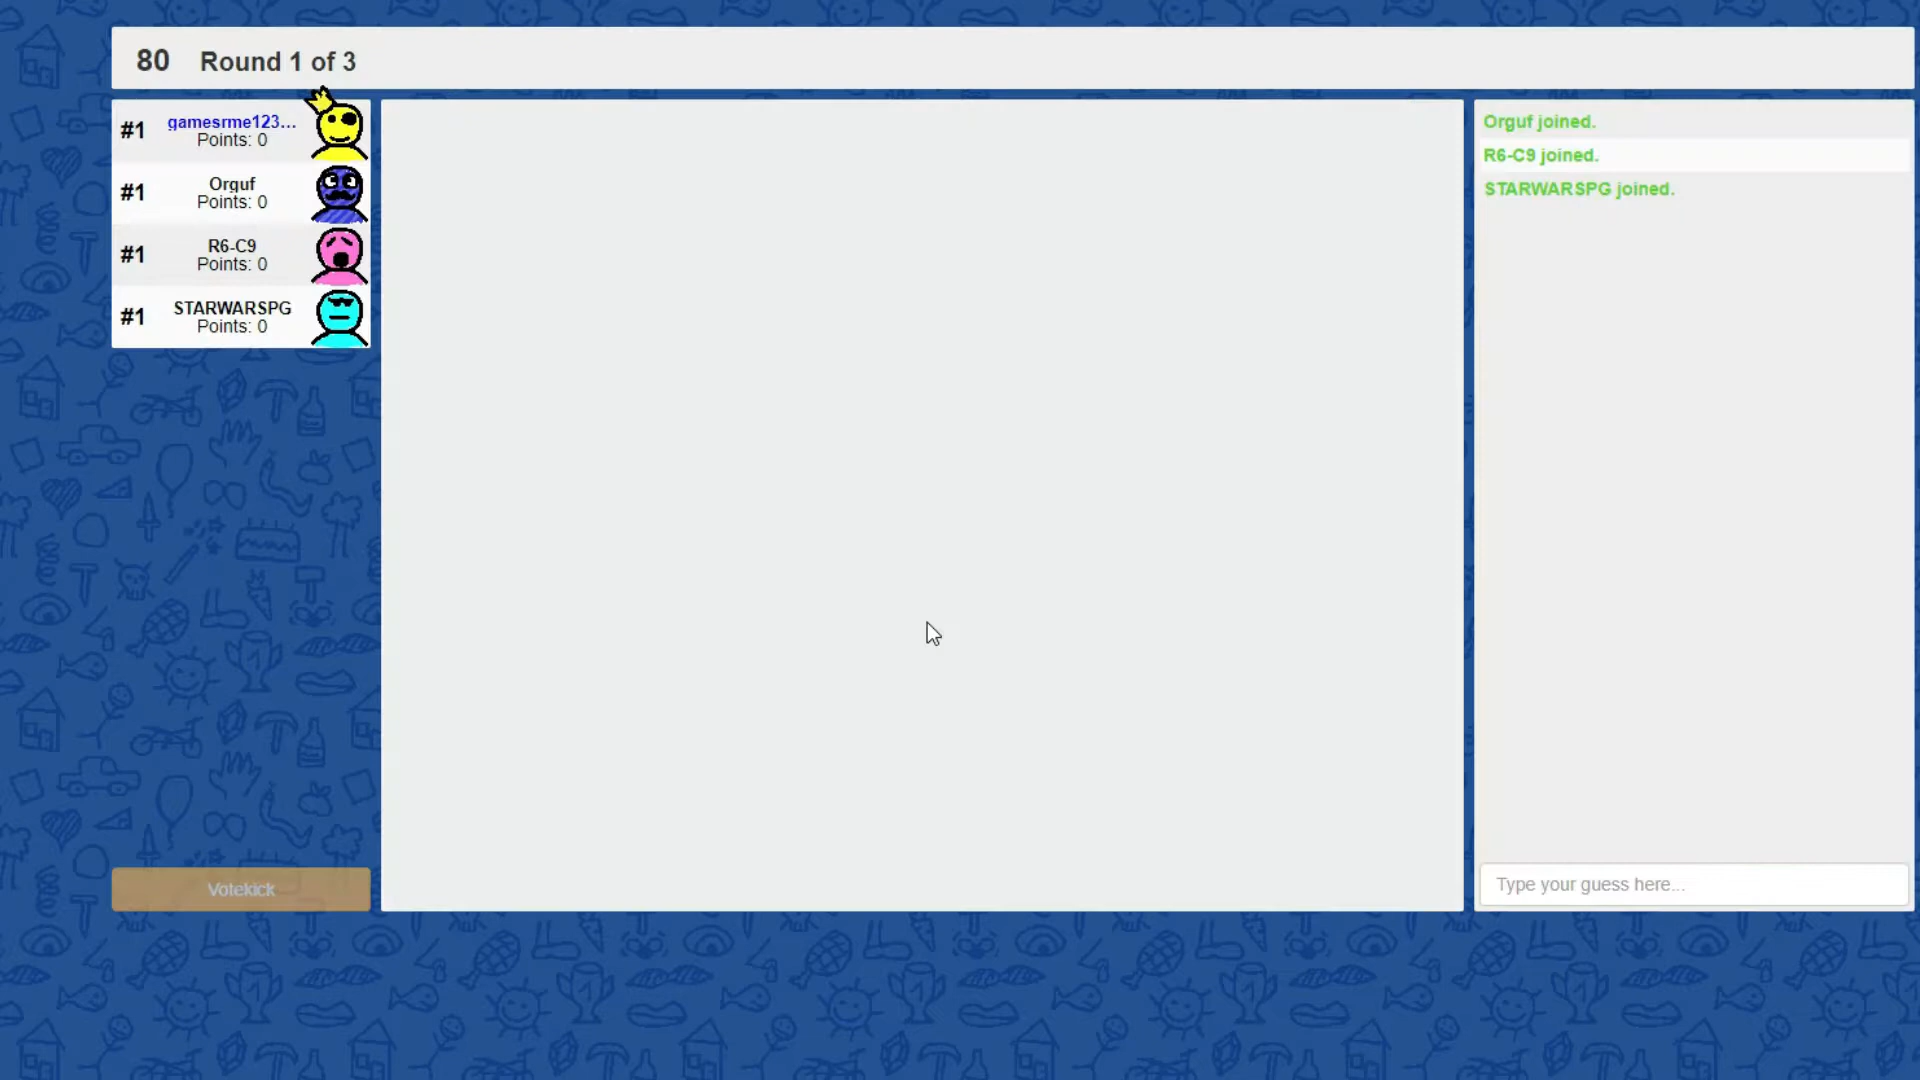 80 Round 1 of 3
#1 gamesrme123...
Points: 0
#1 Orguf
Points: 0
#1 R6-C9
Points: 0
#1 STARWARSPG
Points: 0
Votekick
Orguf joined.
R6-C9 joined.
STARWARSPG joined.
Type your guess here...